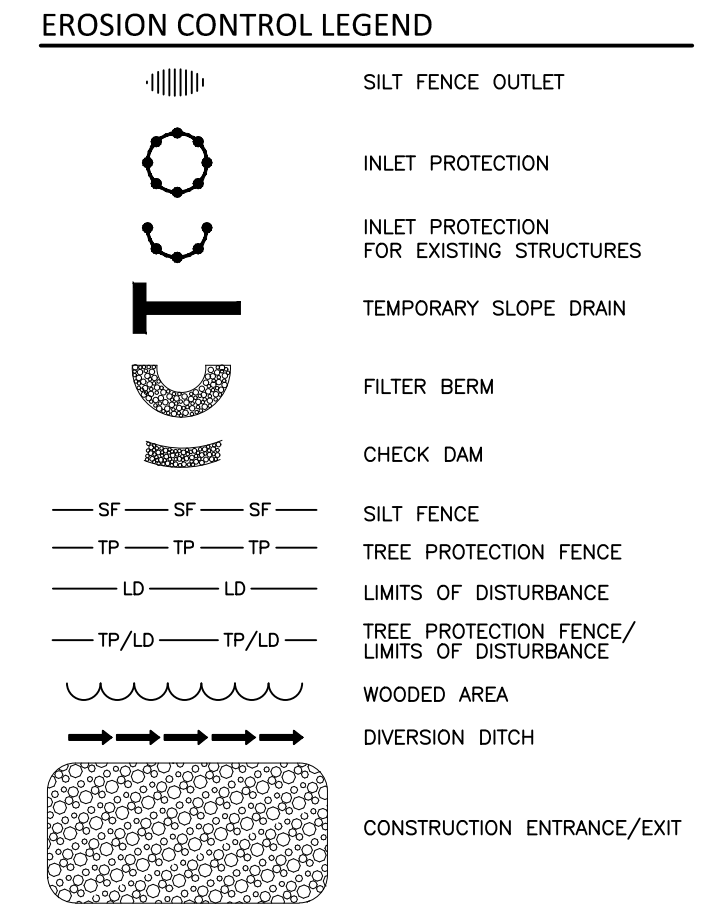 EROSION CONTROL LEGEND
SILT FENCE OUTLET
INLET PROTECTION
INLET PROTECTION
FOR EXISTING STRUCTURES
TEMPORARY SLOPE DRAIN
FILTER BERM
CHECK DAM
SF SF SF SILT FENCE
TP TP TP TREE PROTECTION FENCE
LD LD LIMITS OF DISTURBANCE
TP/LD TP/LD TREE PROTECTION FENCE/
LIMITS OF DISTURBANCE
WOODED AREA
DIVERSION DITCH
CONSTRUCTION ENTRANCE/EXIT